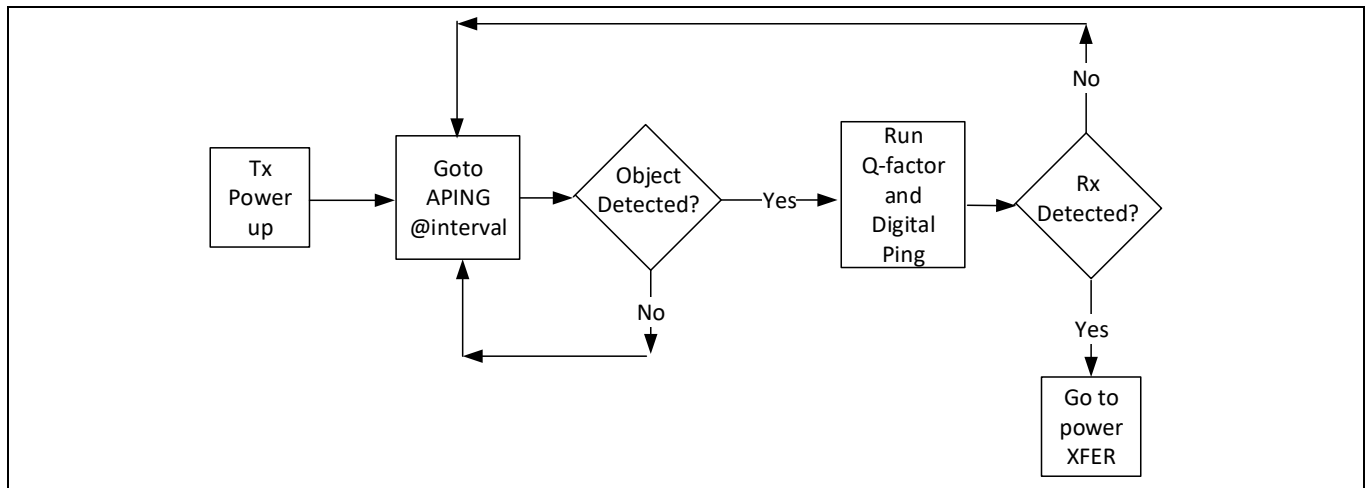 Tx
Power
up
Goto
APING
@interval
Object
Detected?
Yes
No
Run
Q-factor
and
Digital
Ping
Rx
Detected?
No
Yes
Go to
power
XFER